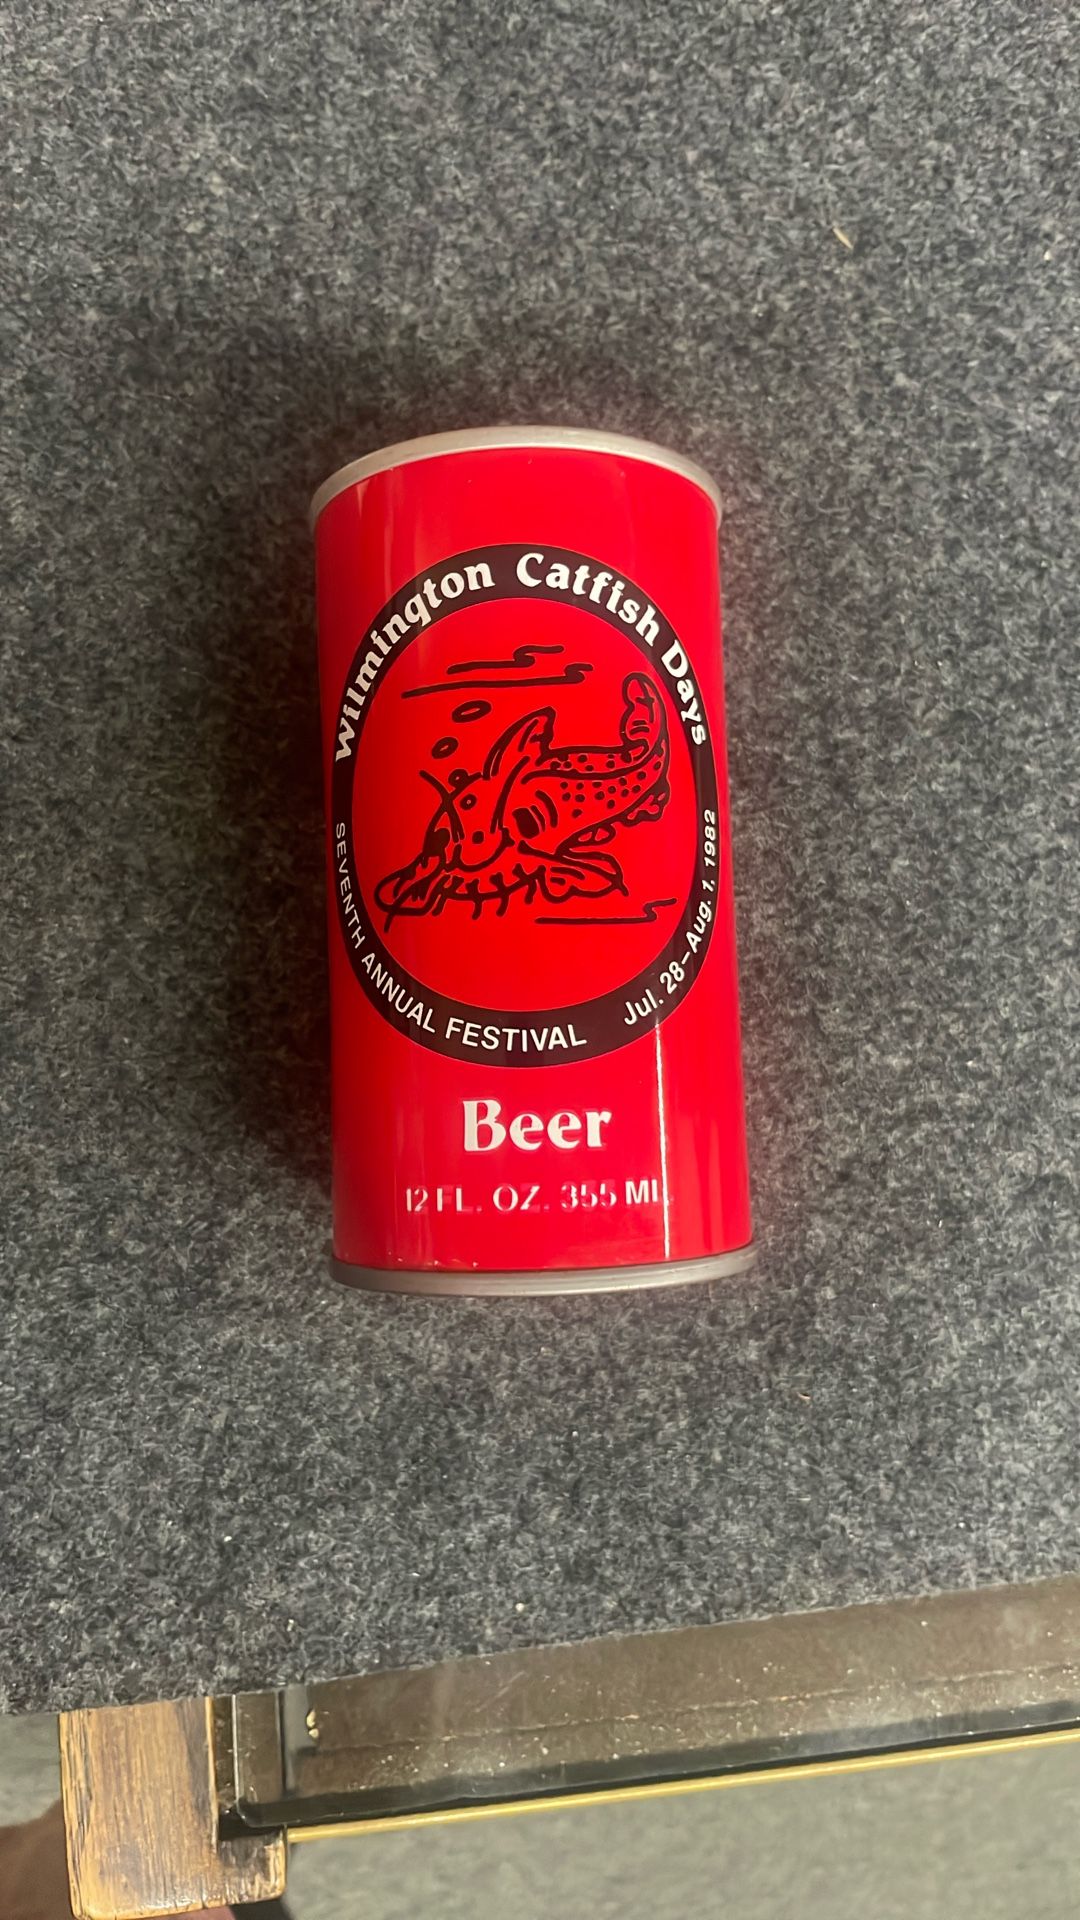 Wilmington Catfish Days
SEVENTH ANNUAL FESTIVAL
Jul. 28–Aug. 1, 1982
Beer
12 FL. OZ. 355 ML